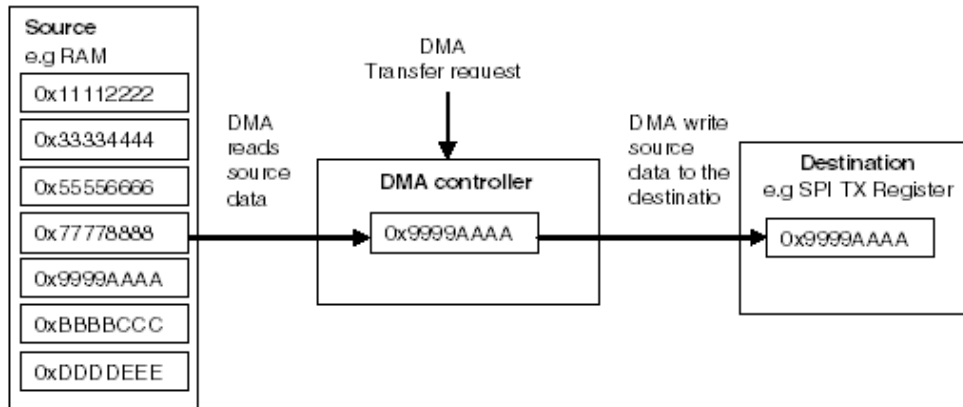 Source
e.g RAM
0x11112222
0x33334444
0x55556666
0x77778888
0x9999AAAA
0xBBBBCCC
0xDDDDEEE
DMA
reads
source
data
DMA
Transfer request
DMA controller
0x9999AAAA
DMA write
source
data to the
destinatio
Destination
e.g SPI TX Register
0x9999AAAA